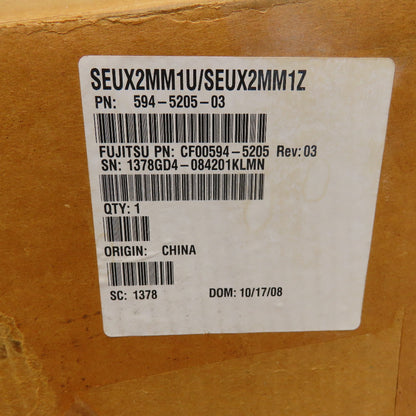 SEUX2MM1U/SEUX2MM1Z
PN: 594-5205-03
FUJITSU PN: CF00594-5205 Rev: 03
SN: 1378GD4-084201KLMN
QTY: 1
ORIGIN: CHINA
SC: 1378 DOM: 10/17/08